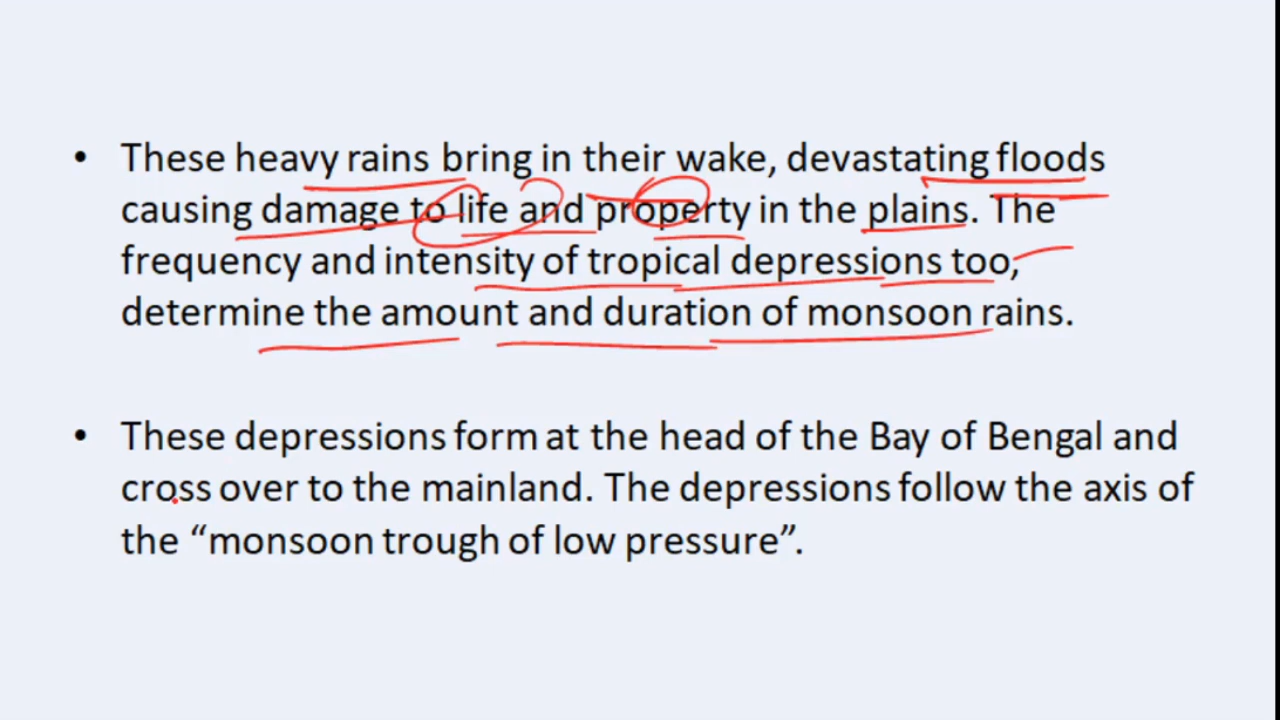 • These heavy rains bring in their wake, devastating floods
causing damage to life and property in the plains. The
frequency and intensity of tropical depressions too,
determine the amount and duration of monsoon rains.
• These depressions form at the head of the Bay of Bengal and
cross over to the mainland. The depressions follow the axis of
the “monsoon trough of low pressure”.